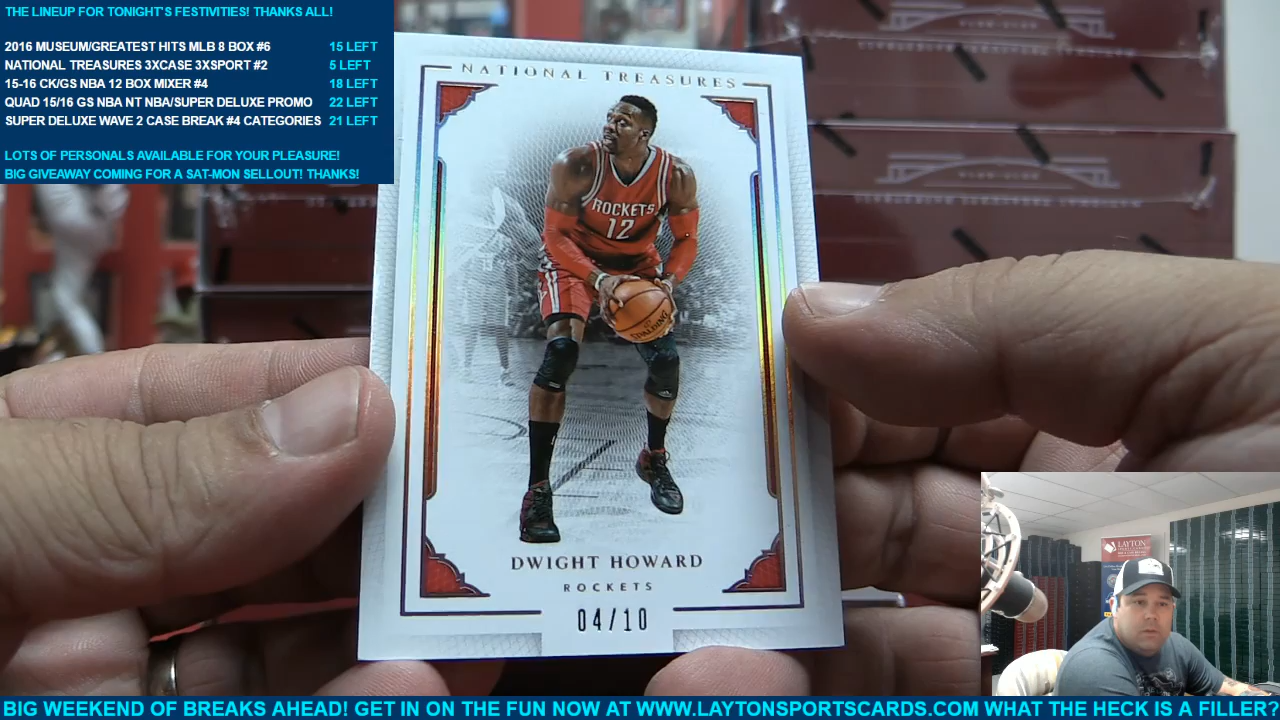 THE LINEUP FOR TONIGHT'S FESTIVITIES! THANKS ALL!
2016 MUSEUM/GREATEST HITS MLB 8 BOX #6 15 LEFT
NATIONAL TREASURES 3XCASE 3XSPORT #2 5 LEFT
15-16 CK/GS NBA 12 BOX MIXER #4 18 LEFT
QUAD 15/16 GS NBA NT NBA/SUPER DELUXE PROMO 22 LEFT
SUPER DELUXE WAVE 2 CASE BREAK #4 CATEGORIES 21 LEFT
LOTS OF PERSONALS AVAILABLE FOR YOUR PLEASURE!
BIG GIVEAWAY COMING FOR A SAT-MON SELLOUT! THANKS!
NATIONAL TREASURES
ROCKETS
12
SPALDING
DWIGHT HOWARD
ROCKETS
04/10
LAYTON
BIG WEEKEND OF BREAKS AHEAD! GET IN ON THE FUN NOW AT WWW.LAYTONSPORTSCARDS.COM WHAT THE HECK IS A FILLER?